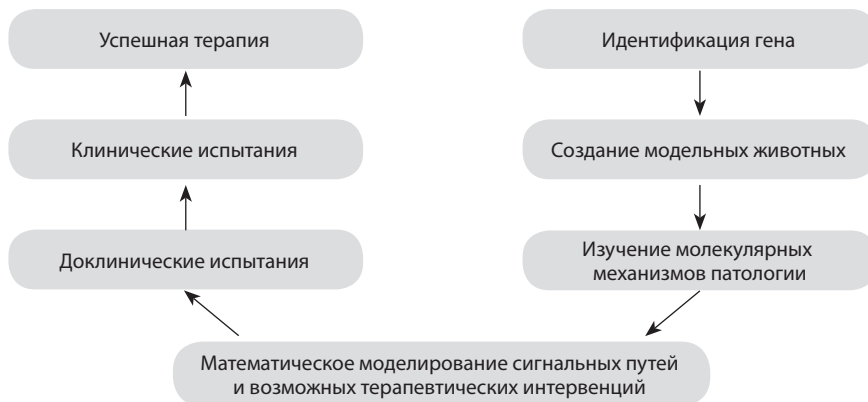 Успешная терапия
Идентификация гена
Клинические испытания
Создание модельных животных
Доклинические испытания
Изучение молекулярных
механизмов патологии
Математическое моделирование сигнальных путей
и возможных терапевтических интервенций